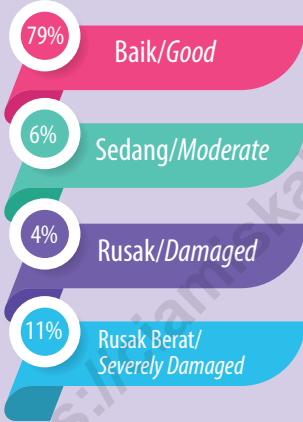 79%
Baik/Good
6%
Sedang/Moderate
4%
Rusak/Damaged
11%
Rusak Berat/
Severely Damaged